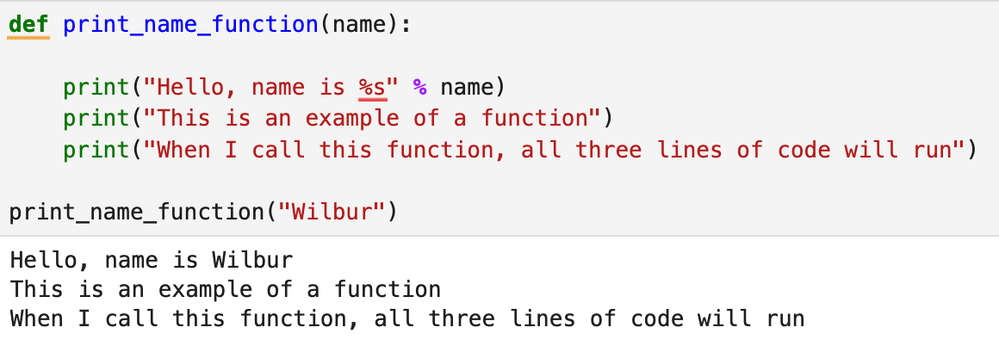 def print_name_function(name):
    print("Hello, name is %s" % name)
    print("This is an example of a function")
    print("When I call this function, all three lines of code will run")
print_name_function("Wilbur")
Hello, name is Wilbur
This is an example of a function
When I call this function, all three lines of code will run